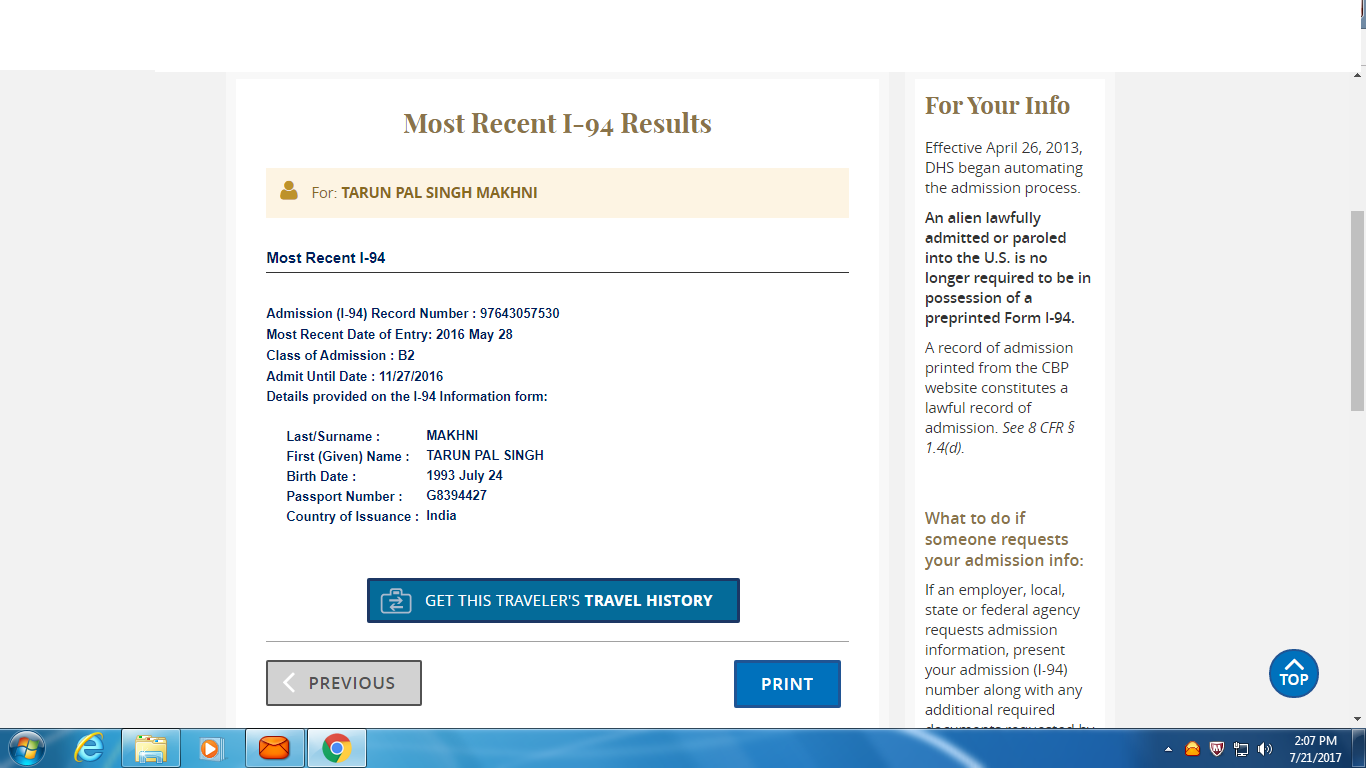 Most Recent I-94 Results
For: TARUN PAL SINGH MAKHNI
Most Recent I-94
Admission (I-94) Record Number : 97643057530
Most Recent Date of Entry: 2016 May 28
Class of Admission : B2
Admit Until Date : 11/27/2016
Details provided on the I-94 Information form:
Last/Surname : MAKHNI
First (Given) Name : TARUN PAL SINGH
Birth Date : 1993 July 24
Passport Number : G8394427
Country of Issuance : India
GET THIS TRAVELER'S TRAVEL HISTORY
PREVIOUS
PRINT
For Your Info
Effective April 26, 2013,
DHS began automating
the admission process.
An alien lawfully
admitted or paroled
into the U.S. is no
longer required to be in
possession of a
preprinted Form I-94.
A record of admission
printed from the CBP
website constitutes a
lawful record of
admission. See 8 CFR §
1.4(d).
What to do if
someone requests
your admission info:
If an employer, local,
state or federal agency
requests admission
information, present
your admission (I-94)
number along with any
additional required
documents requested by
TOP
2:07 PM
7/21/2017